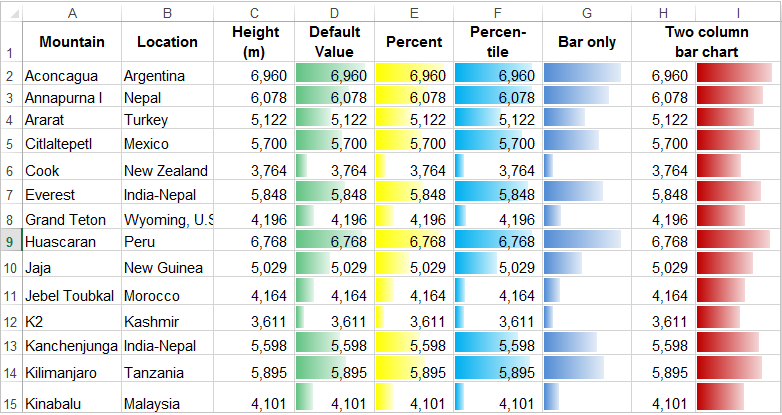 A B C D E F G H I
1 Mountain Location Height (m) Default Value Percent Percen-tile Bar only Two column bar chart
2 Aconcagua Argentina 6,960 6,960 6,960 6,960 6,960
3 Annapurna I Nepal 6,078 6,078 6,078 6,078 6,078
4 Ararat Turkey 5,122 5,122 5,122 5,122 5,122
5 Citlaltepetl Mexico 5,700 5,700 5,700 5,700 5,700
6 Cook New Zealand 3,764 3,764 3,764 3,764 3,764
7 Everest India-Nepal 5,848 5,848 5,848 5,848 5,848
8 Grand Teton Wyoming, U.S 4,196 4,196 4,196 4,196 4,196
9 Huascaran Peru 6,768 6,768 6,768 6,768 6,768
10 Jaja New Guinea 5,029 5,029 5,029 5,029 5,029
11 Jebel Toubkal Morocco 4,164 4,164 4,164 4,164 4,164
12 K2 Kashmir 3,611 3,611 3,611 3,611 3,611
13 Kanchenjunga India-Nepal 5,598 5,598 5,598 5,598 5,598
14 Kilimanjaro Tanzania 5,895 5,895 5,895 5,895 5,895
15 Kinabalu Malaysia 4,101 4,101 4,101 4,101 4,101